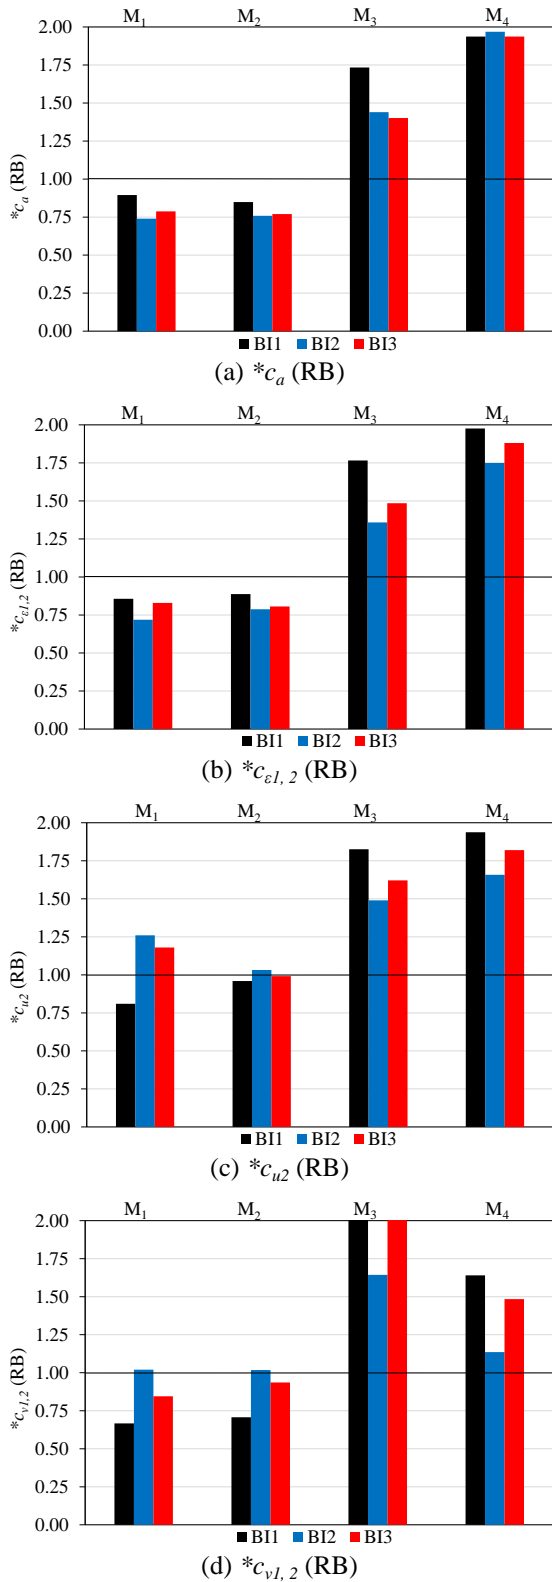 M1 M2 M3 M4
2.00
1.75
1.50
1.25
1.00
0.75
0.50
0.25
0.00
*ca (RB)
BI1 BI2 BI3
(a) *ca (RB)
M1 M2 M3 M4
2.00
1.75
1.50
1.25
1.00
0.75
0.50
0.25
0.00
*cε1,2 (RB)
BI1 BI2 BI3
(b) *cε1, 2 (RB)
M1 M2 M3 M4
2.00
1.75
1.50
1.25
1.00
0.75
0.50
0.25
0.00
*cu2 (RB)
BI1 BI2 BI3
(c) *cu2 (RB)
M1 M2 M3 M4
2.00
1.75
1.50
1.25
1.00
0.75
0.50
0.25
0.00
*cv1,2 (RB)
BI1 BI2 BI3
(d) *cv1, 2 (RB)